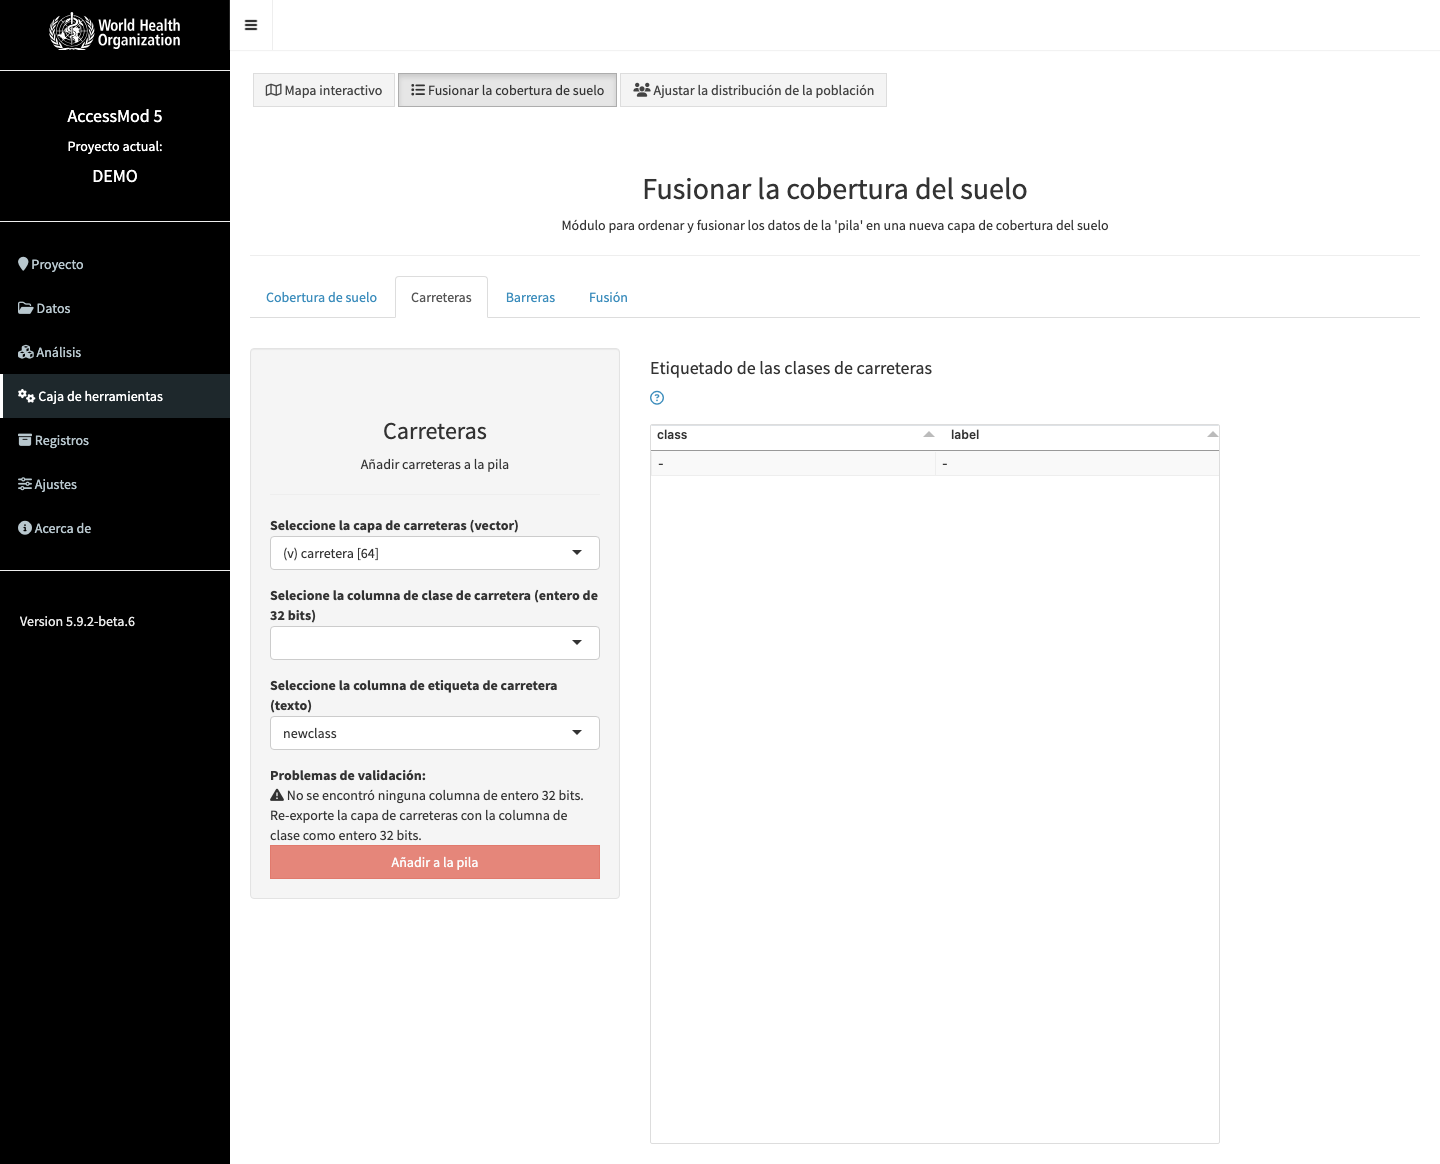 World Health
Organization
AccessMod 5
Proyecto actual:
DEMO
Proyecto
Datos
Análisis
Caja de herramientas
Registros
Ajustes
Acerca de
Version 5.9.2-beta.6
Mapa interactivo
Fusionar la cobertura de suelo
Ajustar la distribución de la población
Fusionar la cobertura del suelo
Módulo para ordenar y fusionar los datos de la 'pila' en una nueva capa de cobertura del suelo
Cobertura de suelo
Carreteras
Barreras
Fusión
Carreteras
Añadir carreteras a la pila
Seleccione la capa de carreteras (vector)
(v) carretera [64]
Selecione la columna de clase de carretera (entero de
32 bits)
Seleccione la columna de etiqueta de carretera
(texto)
newclass
Problemas de validación:
No se encontró ninguna columna de entero 32 bits.
Re-exporte la capa de carreteras con la columna de
clase como entero 32 bits.
Añadir a la pila
Etiquetado de las clases de carreteras
class label
- -